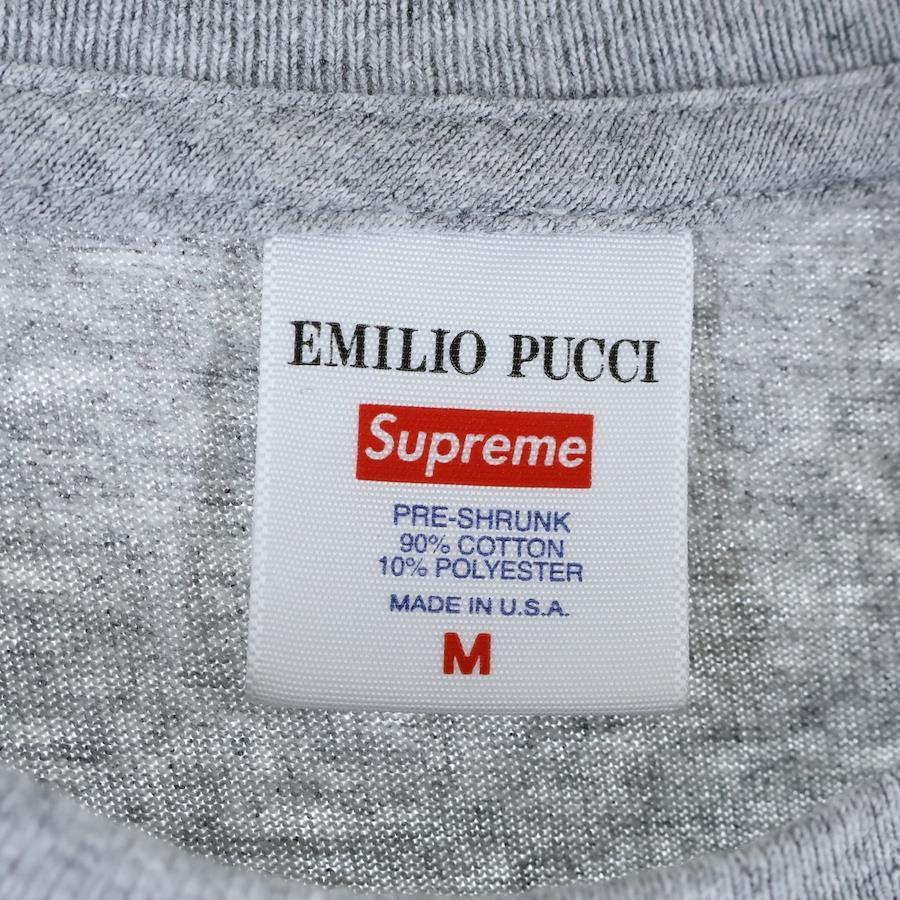 EMILIO PUCCI
Supreme
PRE-SHRUNK
90% COTTON
10% POLYESTER
MADE IN U.S.A.
M